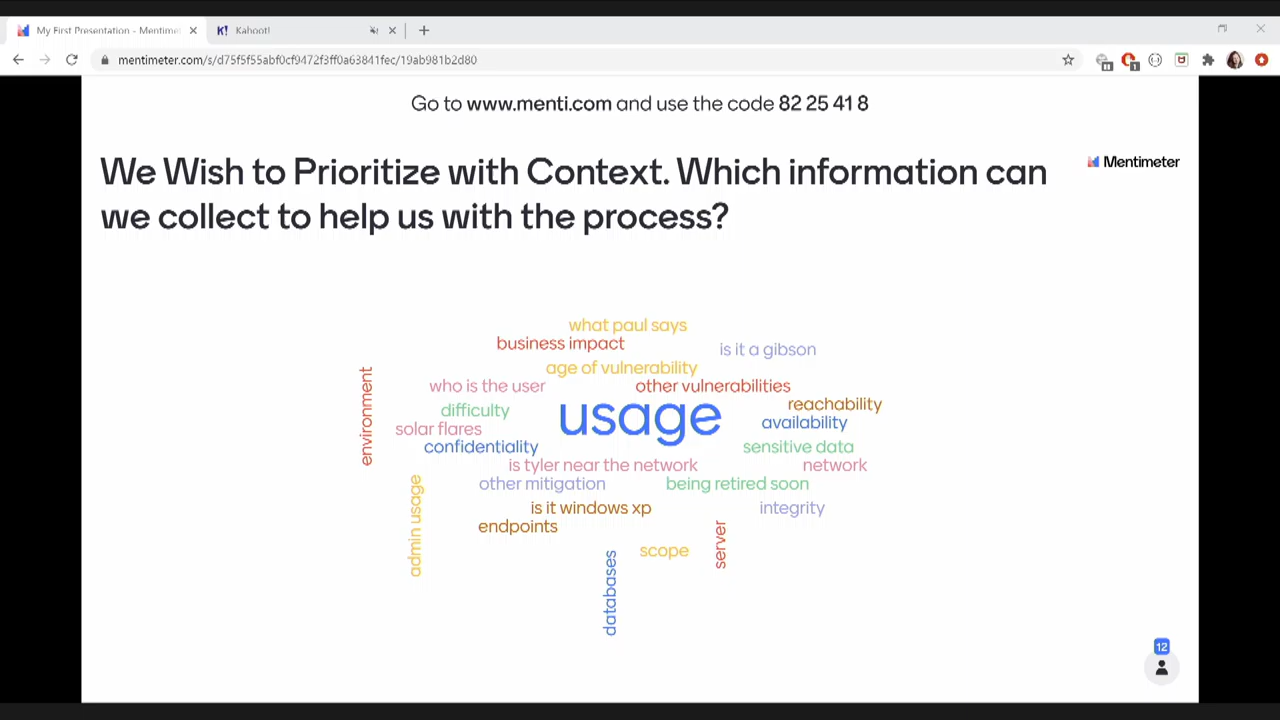 My First Presentation - Mentime
Kahoot!
mentimeter.com/s/d75f5f55abf0cf9472f3ff0a63841fec/19ab981b2d80
Go to www.menti.com and use the code 82 25 41 8
We Wish to Prioritize with Context. Which information can
we collect to help us with the process?
Mentimeter
what paul says
business impact
is it a gibson
age of vulnerability
who is the user
other vulnerabilities
environment
reachability
difficulty
usage
availability
solar flares
confidentiality
sensitive data
is tyler near the network
network
other mitigation
being retired soon
admin usage
is it windows xp
integrity
endpoints
server
scope
databases
12